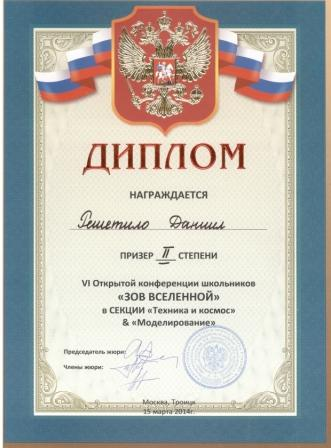 ДИПЛОМ
НАГРАЖДАЕТСЯ
Решетило Даниил
ПРИЗЕР II СТЕПЕНИ
VI Открытой конференции школьников
«ЗОВ ВСЕЛЕННОЙ»
в СЕКЦИИ «Техника и космос»
& «Моделирование»
Председатель жюри:
Члены жюри:
Москва, Троицк
15 марта 2014г.